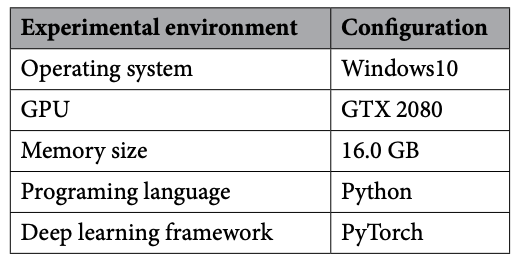 Experimental environment Configuration
Operating system Windows10
GPU GTX 2080
Memory size 16.0 GB
Programing language Python
Deep learning framework PyTorch